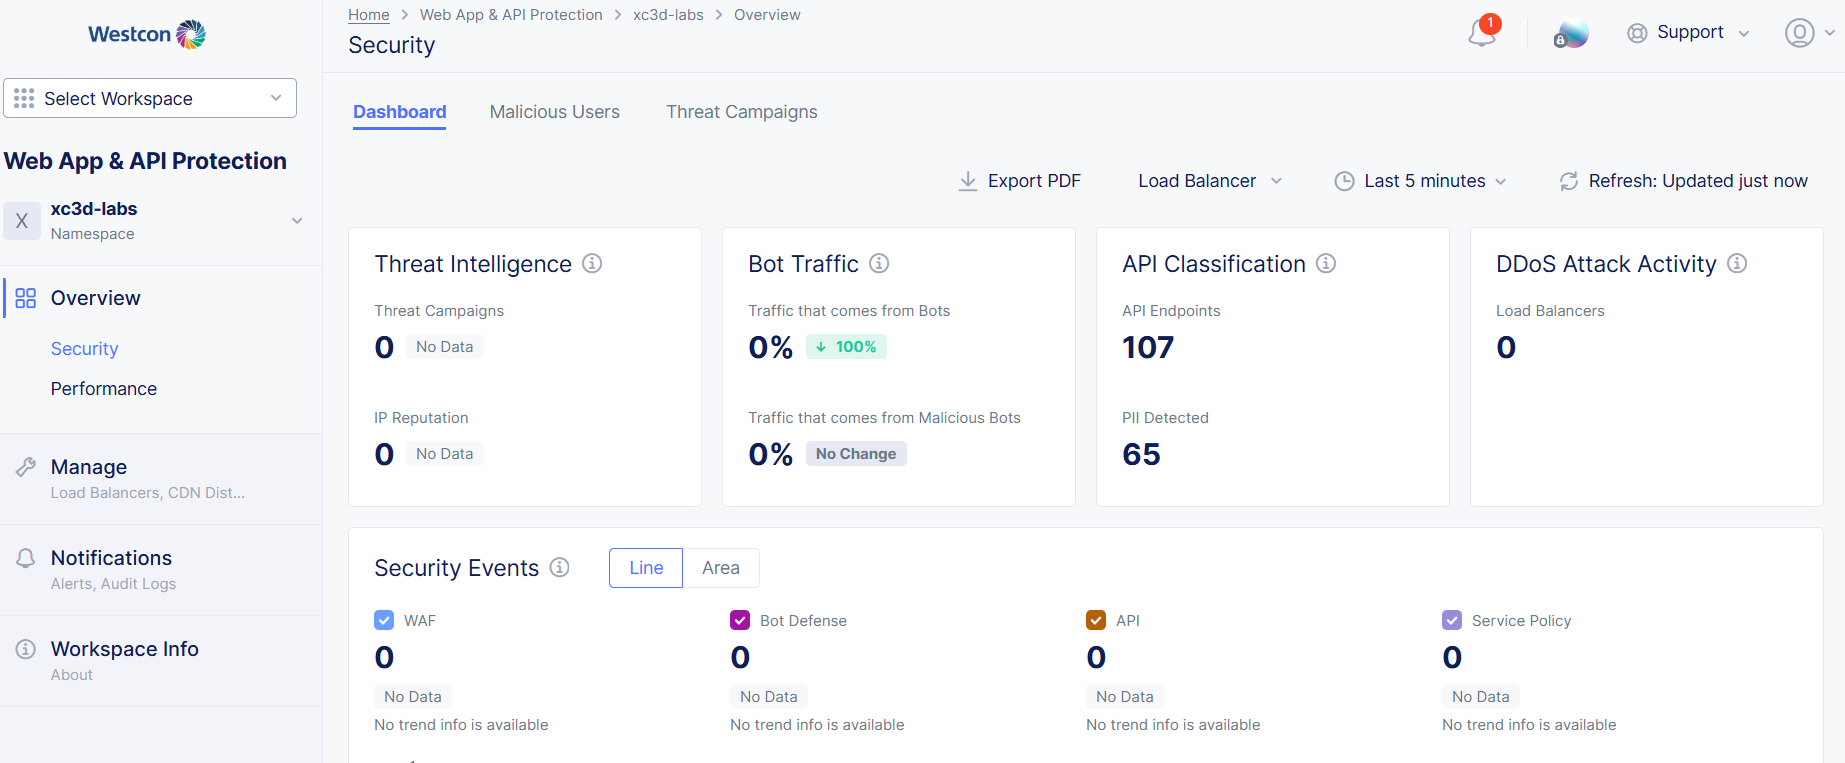 Westcon
Home > Web App & API Protection > xc3d-labs > Overview
Security
1
Support
Select Workspace
Web App & API Protection
X
xc3d-labs
Namespace
Overview
Security
Performance
Manage
Load Balancers, CDN Dist...
Notifications
Alerts, Audit Logs
Workspace Info
About
Dashboard Malicious Users Threat Campaigns
Export PDF Load Balancer Last 5 minutes Refresh: Updated just now
Threat Intelligence
Threat Campaigns
0 No Data
IP Reputation
0 No Data
Bot Traffic
Traffic that comes from Bots
0% ↓ 100%
Traffic that comes from Malicious Bots
0% No Change
API Classification
API Endpoints
107
PII Detected
65
DDoS Attack Activity
Load Balancers
0
Security Events Line Area
WAF
0
No Data
No trend info is available
Bot Defense
0
No Data
No trend info is available
API
0
No Data
No trend info is available
Service Policy
0
No Data
No trend info is available